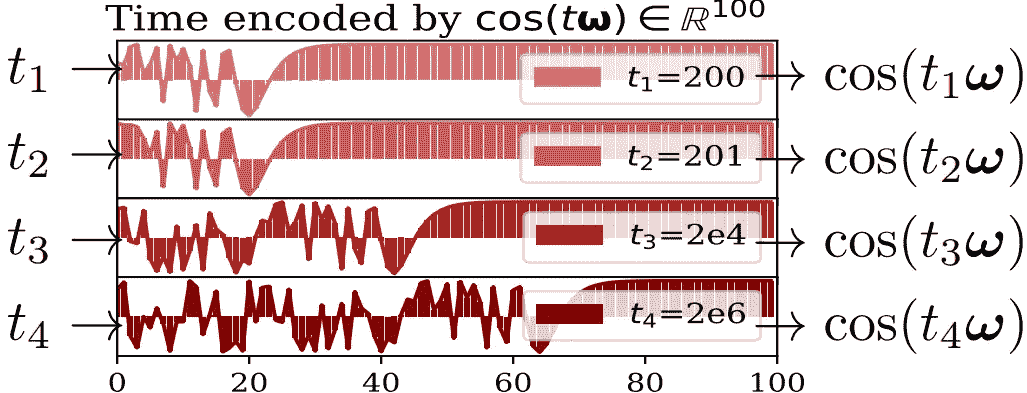 Time encoded by cos(t𝛚) ∈ ℝ¹⁰⁰
t₁ t₁=200 cos(t₁𝝎)
t₂ t₂=201 cos(t₂𝝎)
t₃ t₃=2e4 cos(t₃𝝎)
t₄ t₄=2e6 cos(t₄𝝎)
0 20 40 60 80 100